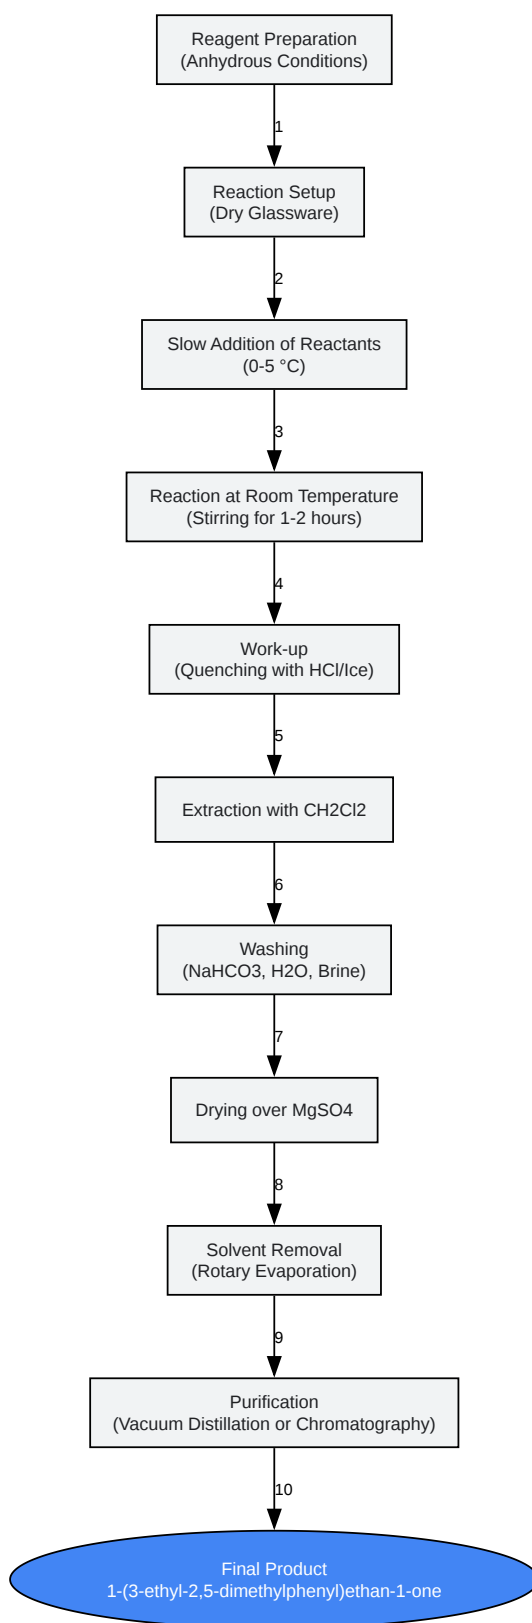 Reagent Preparation
(Anhydrous Conditions)
1
Reaction Setup
(Dry Glassware)
2
Slow Addition of Reactants
(0-5 °C)
3
Reaction at Room Temperature
(Stirring for 1-2 hours)
4
Work-up
(Quenching with HCl/Ice)
5
Extraction with CH2Cl2
6
Washing
(NaHCO3, H2O, Brine)
7
Drying over MgSO4
8
Solvent Removal
(Rotary Evaporation)
9
Purification
(Vacuum Distillation or Chromatography)
10
Final Product
1-(3-ethyl-2,5-dimethylphenyl)ethan-1-one